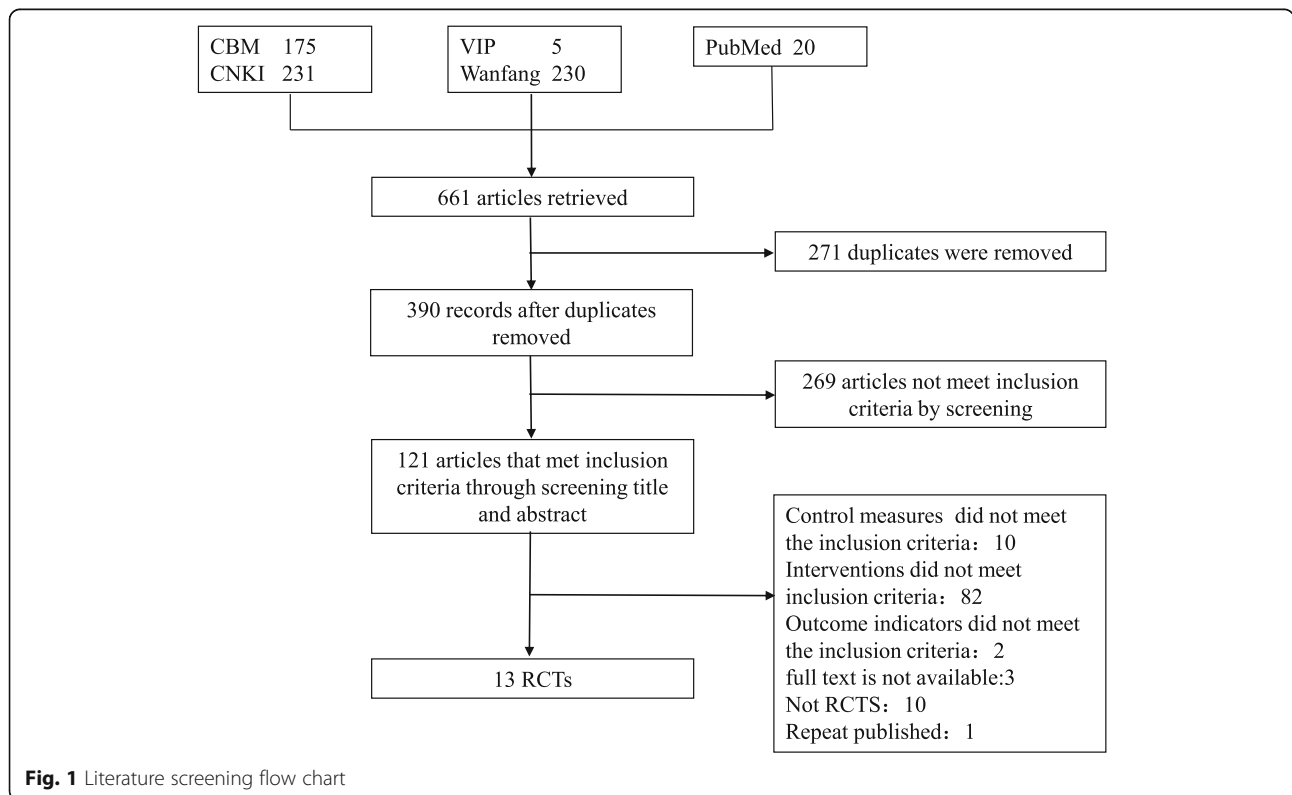 CBM 175
CNKI 231
VIP 5
Wanfang 230
PubMed 20
661 articles retrieved
271 duplicates were removed
390 records after duplicates
removed
269 articles not meet inclusion
criteria by screening
121 articles that met inclusion
criteria through screening title
and abstract
Control measures did not meet
the inclusion criteria：10
Interventions did not meet
inclusion criteria：82
Outcome indicators did not meet
the inclusion criteria：2
full text is not available:3
Not RCTS：10
Repeat published：1
13 RCTs
Fig. 1 Literature screening flow chart